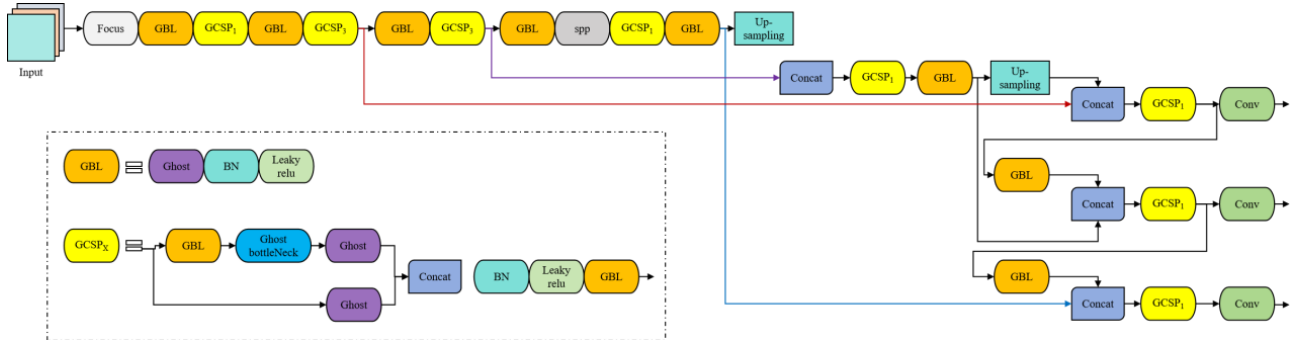 Input
Focus
GBL
GCSP₁
GBL
GCSP₃
GBL
GCSP₃
GBL
spp
GCSP₁
GBL
Up-
sampling
Concat
GCSP₁
GBL
Up-
sampling
Concat
GCSP₁
Conv
GBL
Concat
GCSP₁
Conv
GBL
Concat
GCSP₁
Conv
GBL
Ghost
BN
Leaky
relu
GCSPₓ
GBL
Ghost
bottleNeck
Ghost
Ghost
Concat
BN
Leaky
relu
GBL